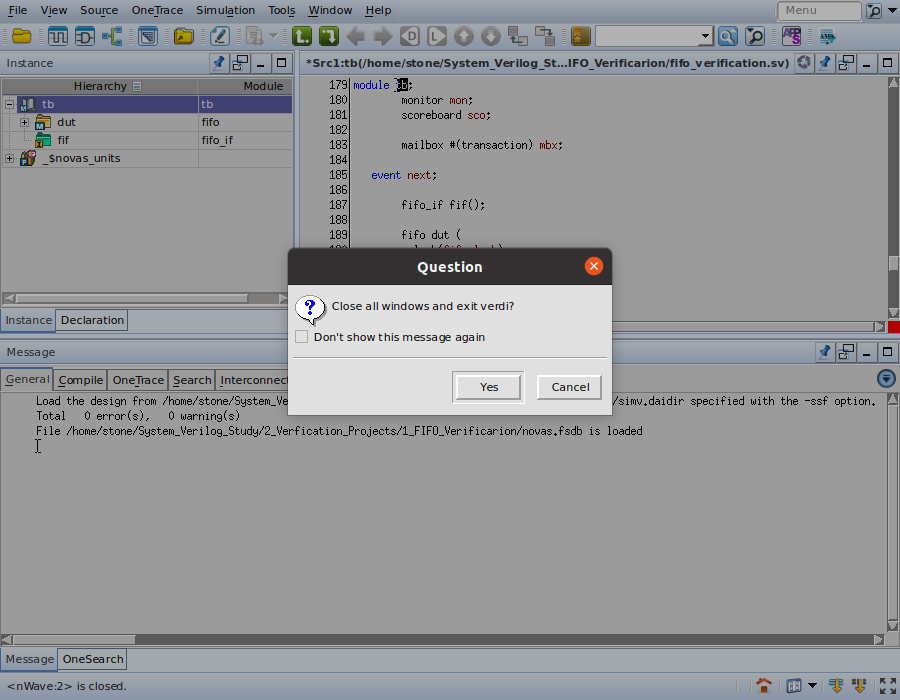 File View Source OneTrace Simulation Tools Window Help
Menu
Instance
*Src1:tb(/home/stone/System_Verilog_St...IFO_Verificarion/fifo_verification.sv)
Hierarchy Module
tb tb
dut fifo
fif fifo_if
_$novas_units
179 module tb;
180 monitor mon;
181 scoreboard sco;
182
183 mailbox #(transaction) mbx;
184
185 event next;
186
187 fifo_if fif();
188
189 fifo dut (
Question
Close all windows and exit verdi?
Don't show this message again
Yes Cancel
Instance Declaration
Message
General Compile OneTrace Search Interconnect
Load the design from /home/stone/System_Ve /simv.daidir specified with the -ssf option.
Total 0 error(s), 0 warning(s)
File /home/stone/System_Verilog_Study/2_Verfication_Projects/1_FIFO_Verificarion/novas.fsdb is loaded
Message OneSearch
<nWave:2> is closed.